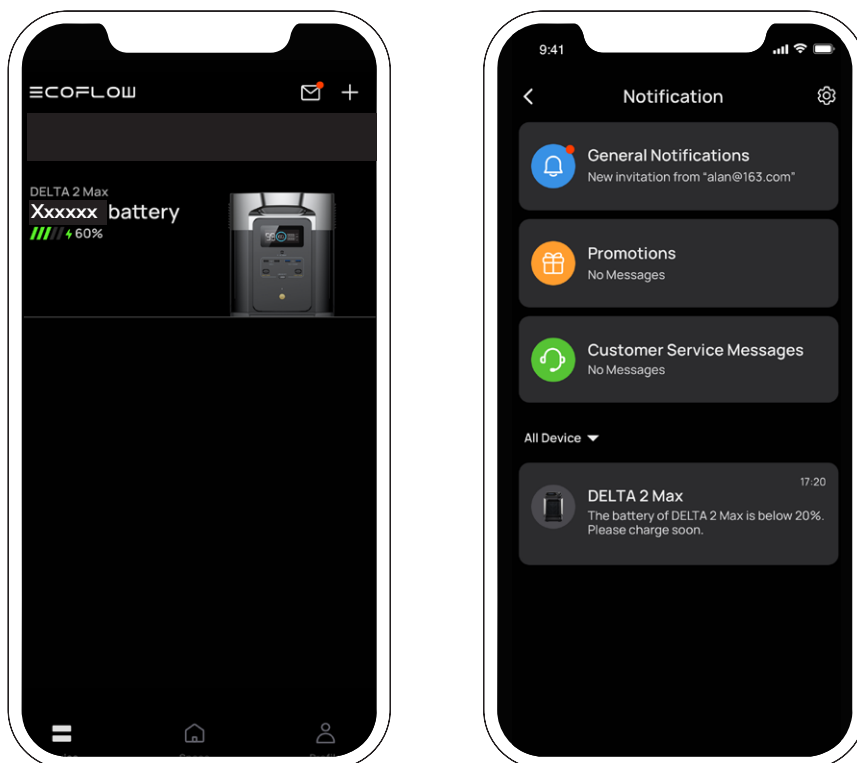 ECOFLOW
DELTA 2 Max
Xxxxxx battery
60%
9:41
Notification
General Notifications
New invitation from “alan@163.com”
Promotions
No Messages
Customer Service Messages
No Messages
All Device
17:20
DELTA 2 Max
The battery of DELTA 2 Max is below 20%.
Please charge soon.